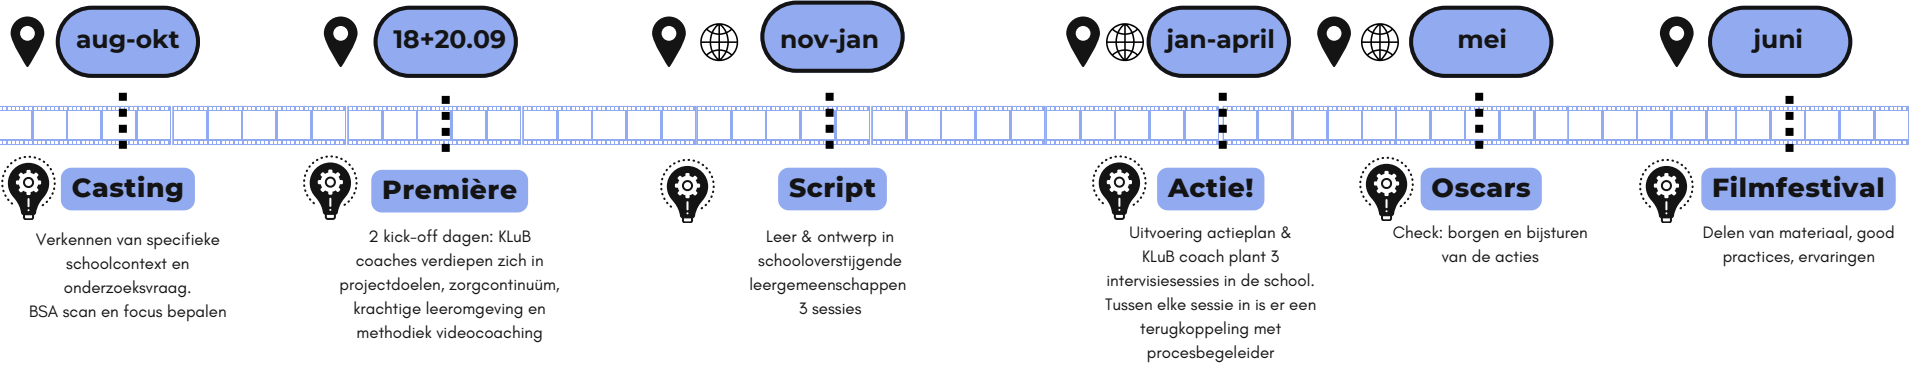 aug-okt
18+20.09
nov-jan
jan-april
mei
juni
Casting
Verkennen van specifieke
schoolcontext en
onderzoeksvraag.
BSA scan en focus bepalen
Première
2 kick-off dagen: KLuB
coaches verdiepen zich in
projectdoelen, zorgcontinuüm,
krachtige leeromgeving en
methodiek videocoaching
Script
Leer & ontwerp in
schooloverstijgende
leergemeenschappen
3 sessies
Actie!
Uitvoering actieplan &
KLuB coach plant 3
intervisiesessies in de school.
Tussen elke sessie in is er een
terugkoppeling met
procesbegeleider
Oscars
Check: borgen en bijsturen
van de acties
Filmfestival
Delen van materiaal, good
practices, ervaringen